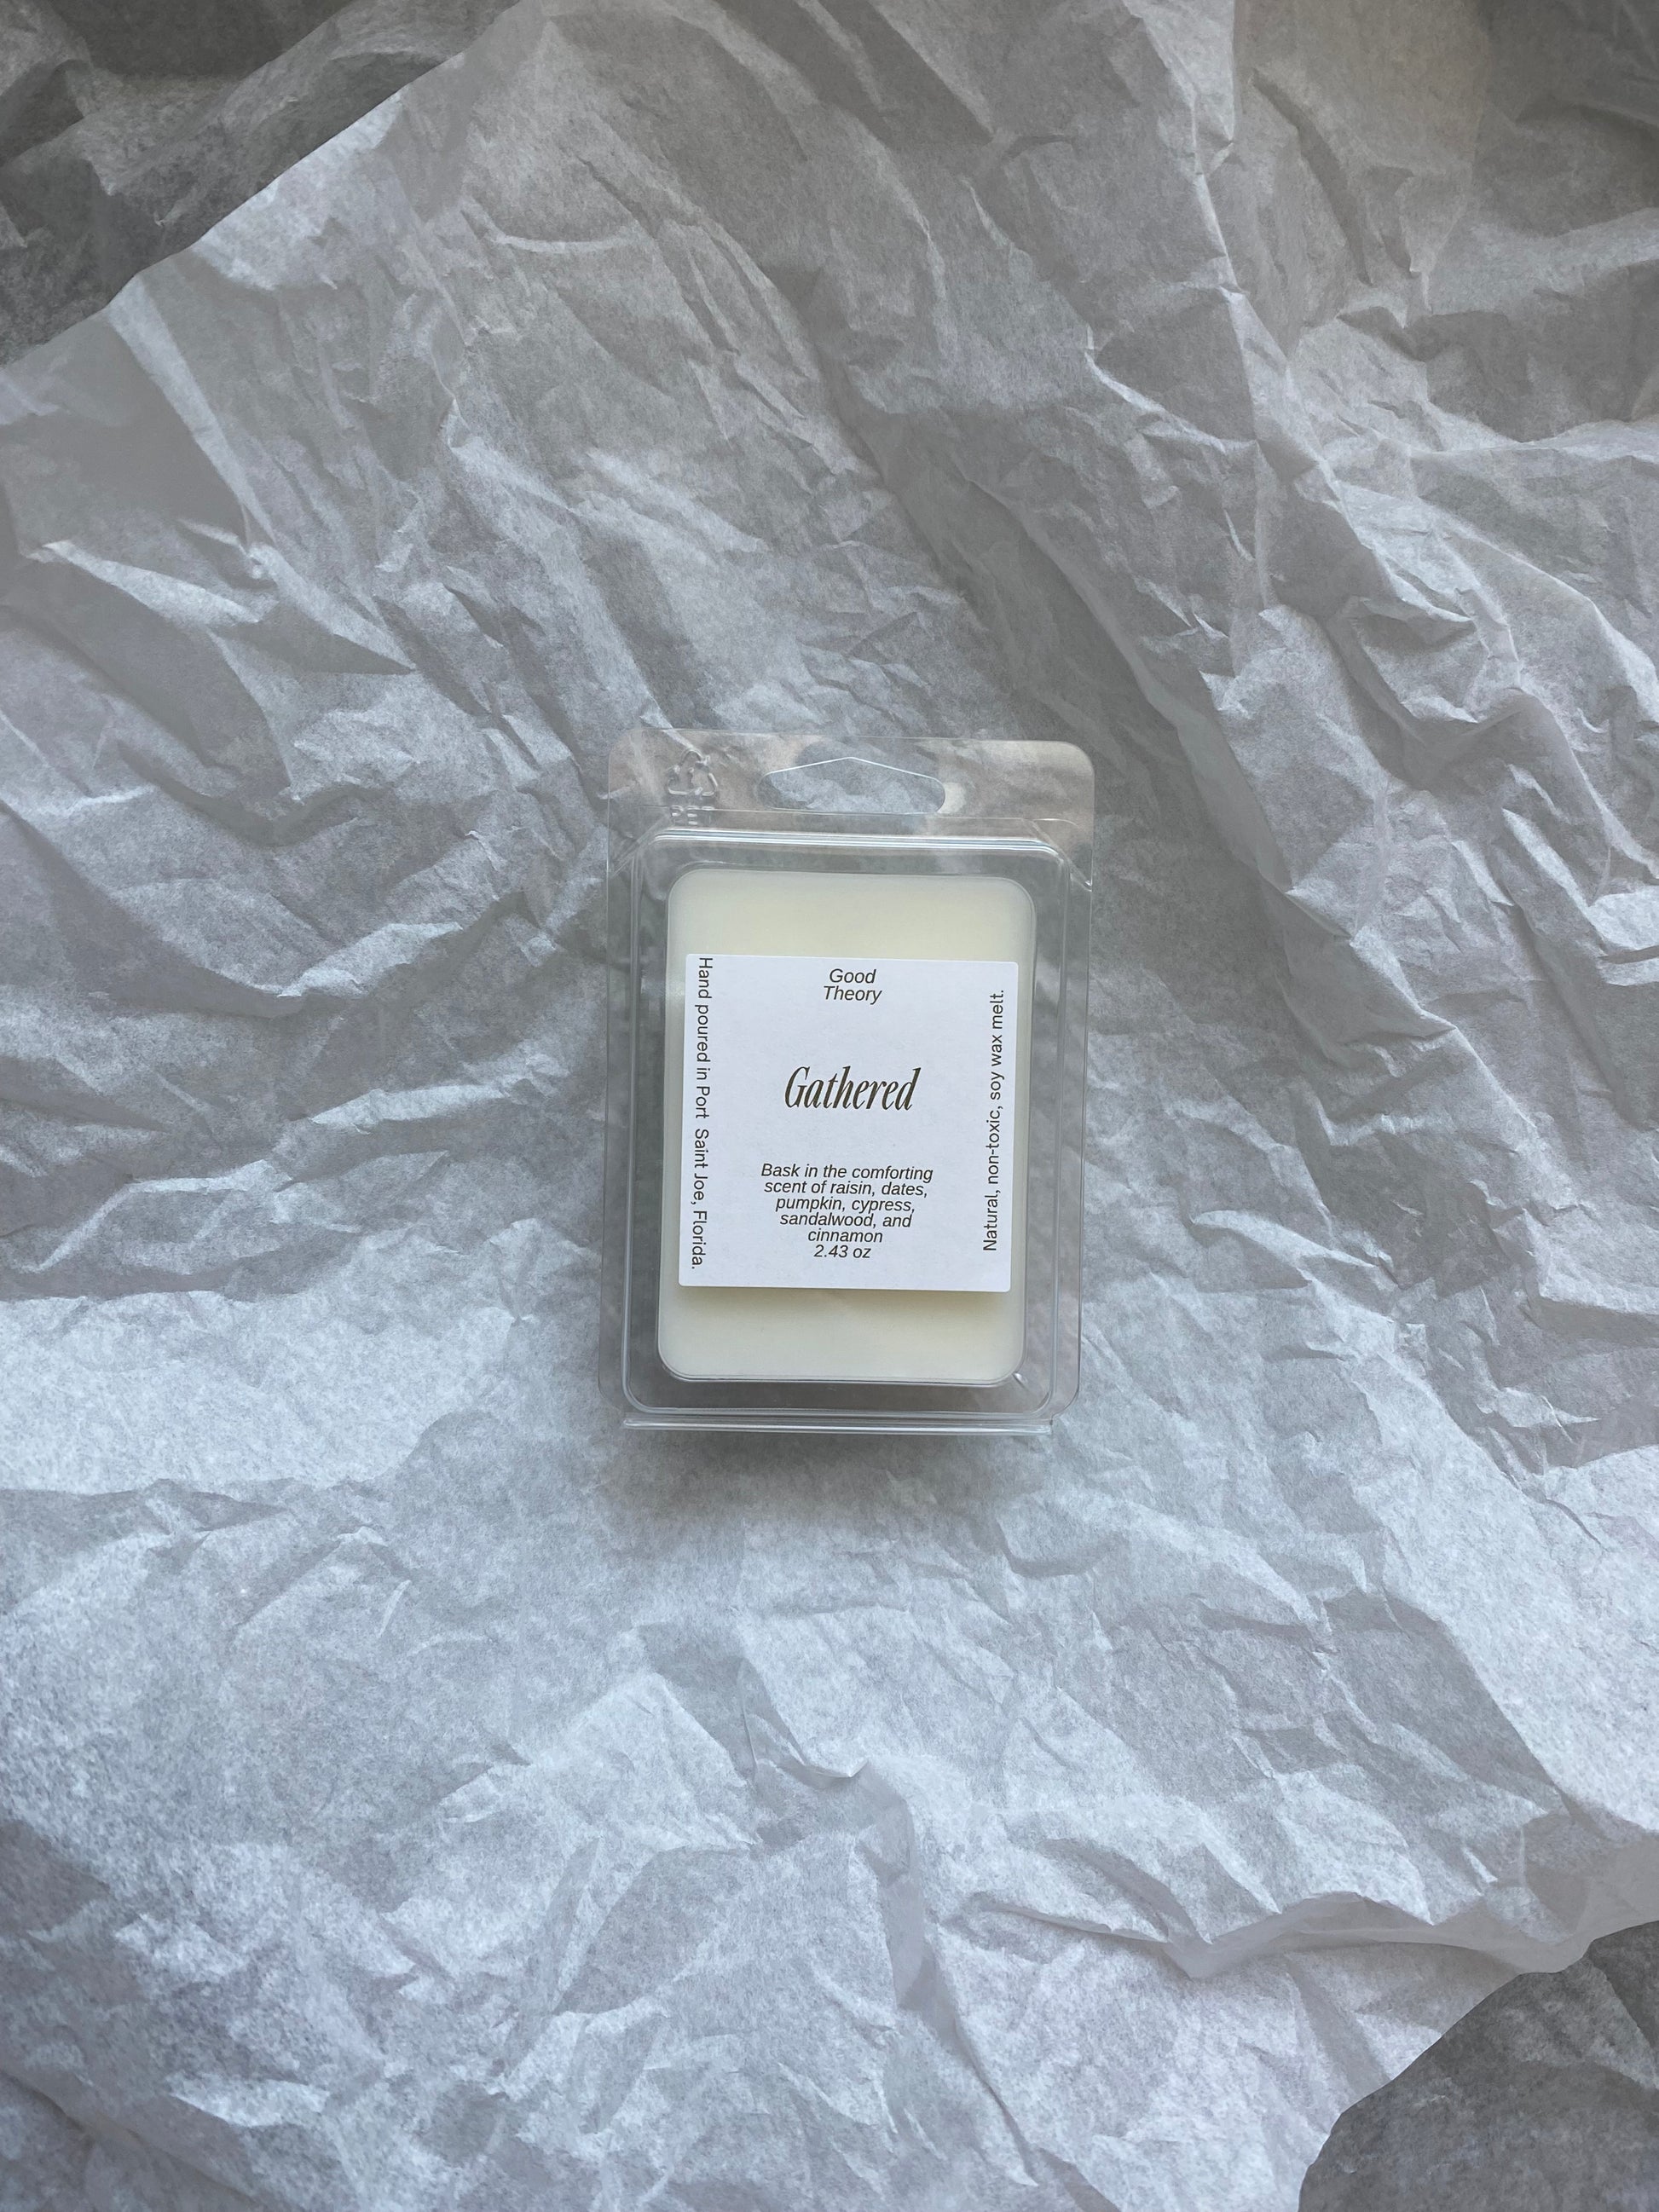 Good
Theory
Gathered
Bask in the comforting
scent of raisin, dates,
pumpkin, cypress,
sandalwood, and
cinnamon
2.43 oz
Hand poured in Port Saint Joe, Florida.
Natural, non-toxic, soy wax melt.